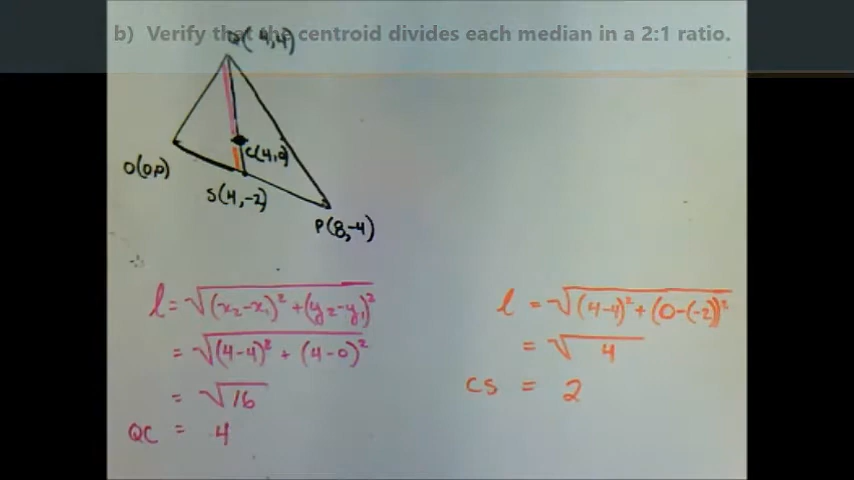 b) Verify that the centroid divides each median in a 2:1 ratio.
Q(4,4)
C(4,0)
O(0,0)
S(4,-2)
P(8,-4)
l = √(x₂-x₁)² + (y₂-y₁)²
= √(4-4)² + (4-0)²
= √16
QC = 4
l = √(4-4)² + (0-(-2))²
= √4
CS = 2